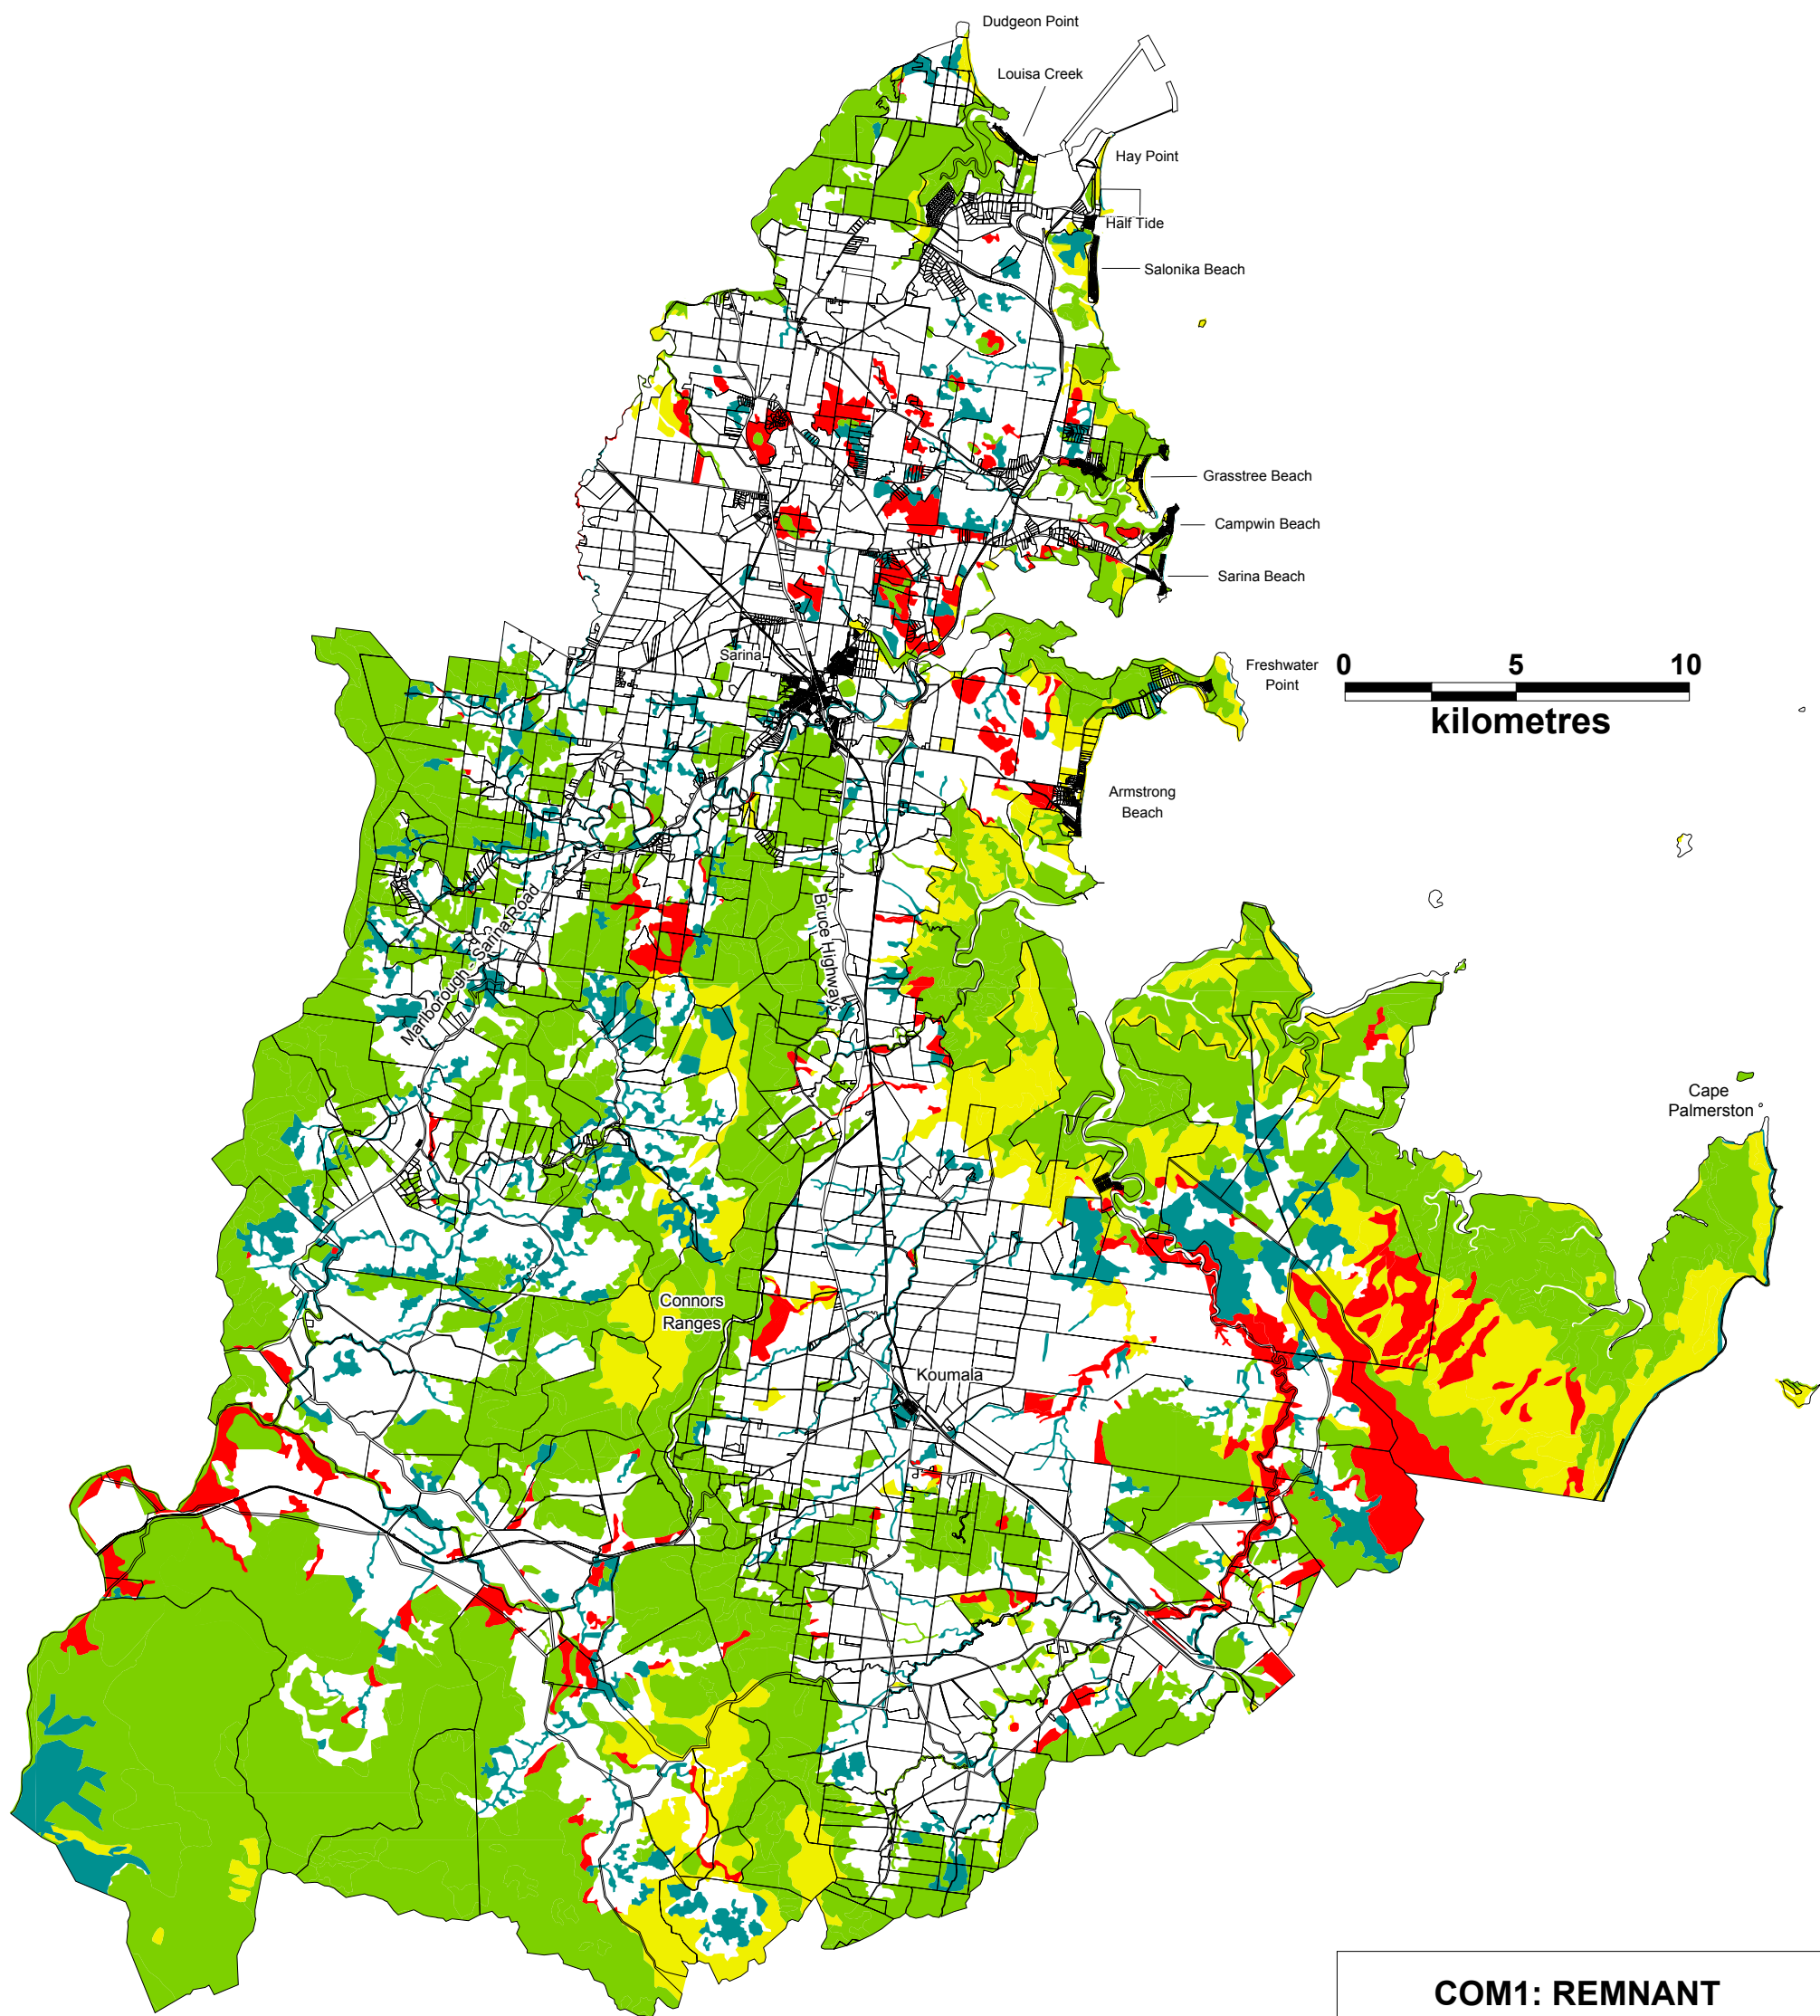 Dudgeon Point
Louisa Creek
Hay Point
Half Tide
Salonika Beach
Grasstree Beach
Campwin Beach
Sarina Beach
Sarina
Freshwater
Point
0 5 10
kilometres
Armstrong
Beach
Marlborough - Sarina Road
Bruce Highway
Cape
Palmerston
Connors
Ranges
Koumala
COM1: REMNANT